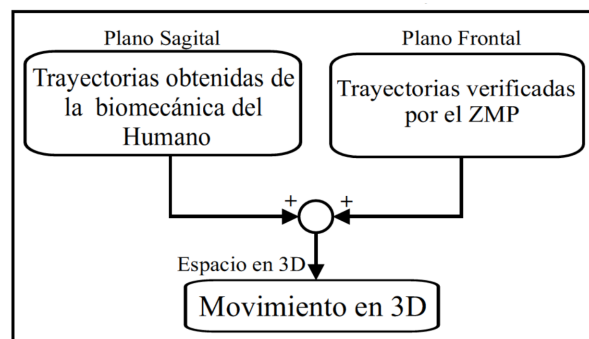 Plano Sagital
Plano Frontal
Trayectorias obtenidas de
la biomecánica del
Humano
Trayectorias verificadas
por el ZMP
+
+
Espacio en 3D
Movimiento en 3D